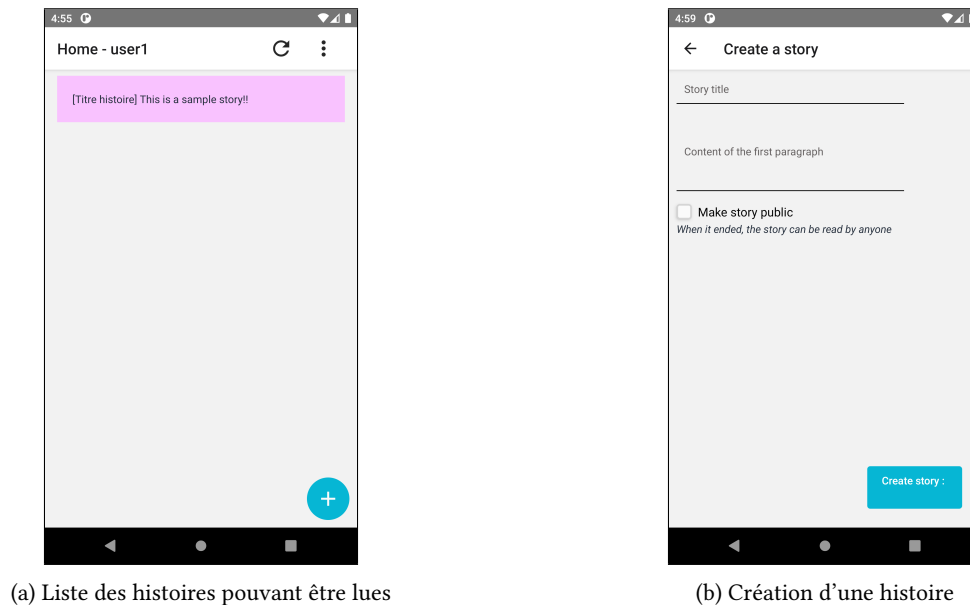 4:55
Home - user1
[Titre histoire] This is a sample story!!
(a) Liste des histoires pouvant être lues
4:59
Create a story
Story title
Content of the first paragraph
Make story public
When it ended, the story can be read by anyone
Create story :
(b) Création d'une histoire